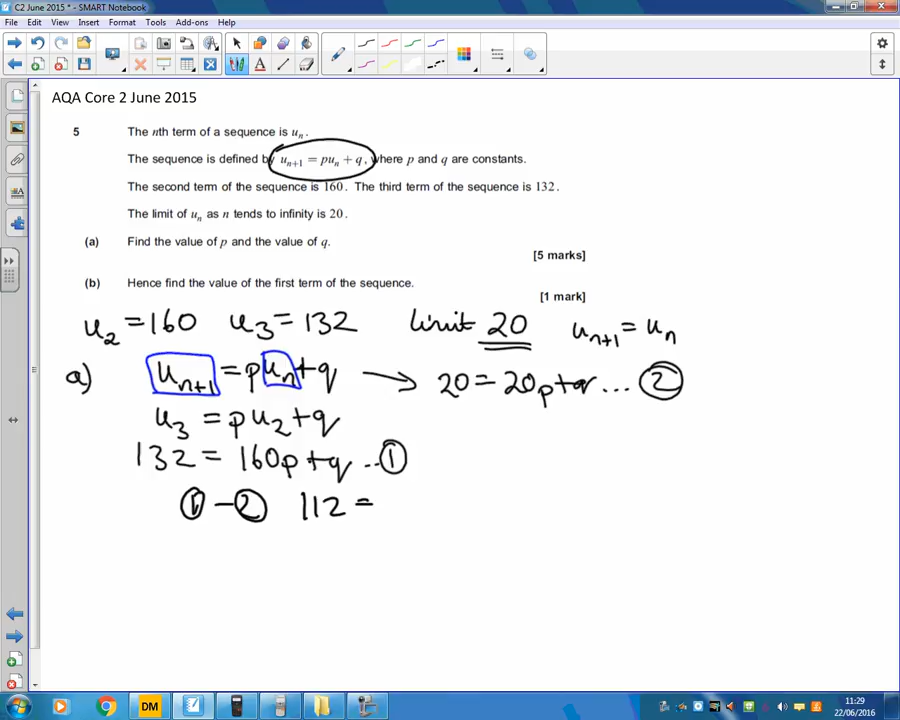 C2 June 2015 * - SMART Notebook
File Edit View Insert Format Tools Add-ons Help
AQA Core 2 June 2015
5 The nth term of a sequence is uₙ.
The sequence is defined by uₙ₊₁ = puₙ + q, where p and q are constants.
The second term of the sequence is 160. The third term of the sequence is 132.
The limit of uₙ as n tends to infinity is 20.
(a) Find the value of p and the value of q.
[5 marks]
(b) Hence find the value of the first term of the sequence.
[1 mark]
u₂ = 160 u₃ = 132 limit 20 uₙ₊₁ = uₙ
a) uₙ₊₁ = puₙ + q → 20 = 20p + q ... ②
u₃ = pu₂ + q
132 = 160p + q ... ①
① − ② 112 =
DM
11:29
22/06/2016